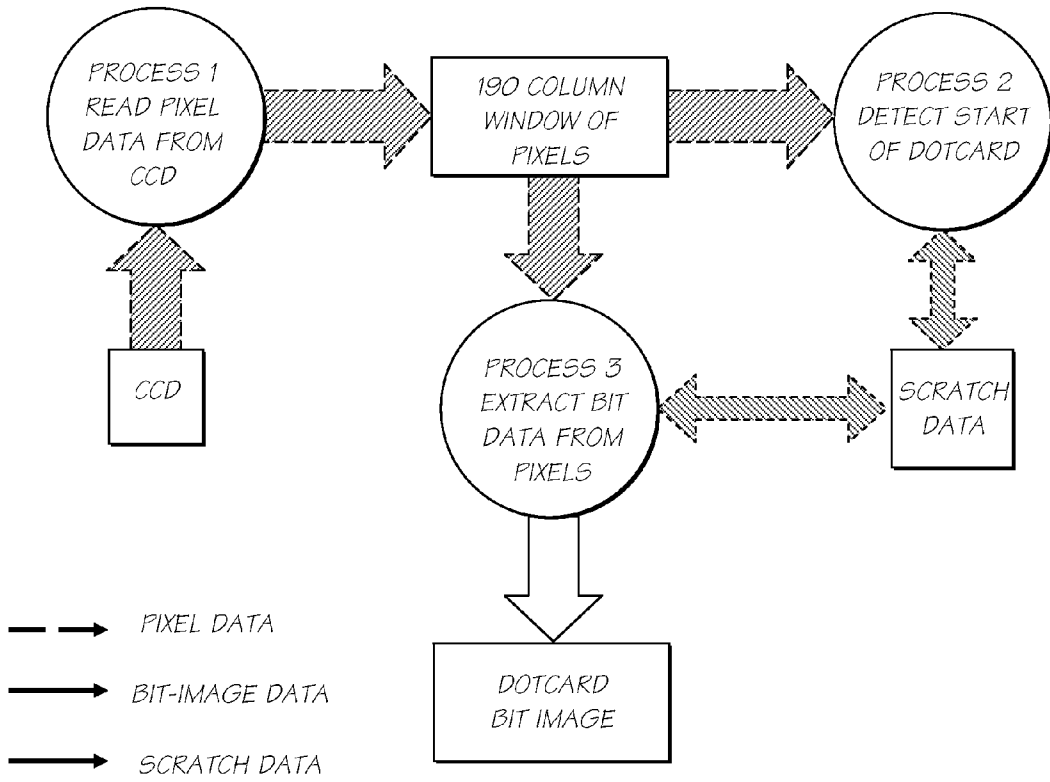 PROCESS 1
READ PIXEL
DATA FROM
CCD
190 COLUMN
WINDOW OF
PIXELS
PROCESS 2
DETECT START
OF DOTCARD
CCD
PROCESS 3
EXTRACT BIT
DATA FROM
PIXELS
SCRATCH
DATA
PIXEL DATA
BIT-IMAGE DATA
SCRATCH DATA
DOTCARD
BIT IMAGE